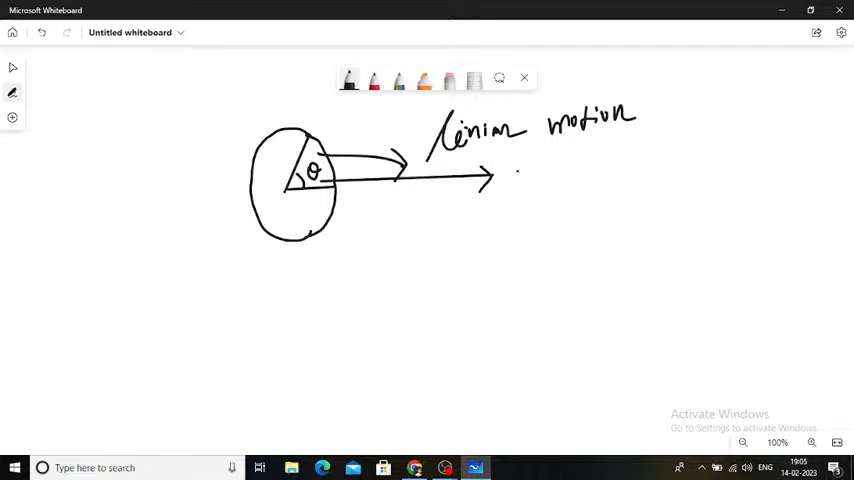 Microsoft Whiteboard
Untitled whiteboard
motion
θ
Activate Windows
Go to Settings to activate Windows.
100%
Type here to search
ENG
19:05
14-02-2023
3